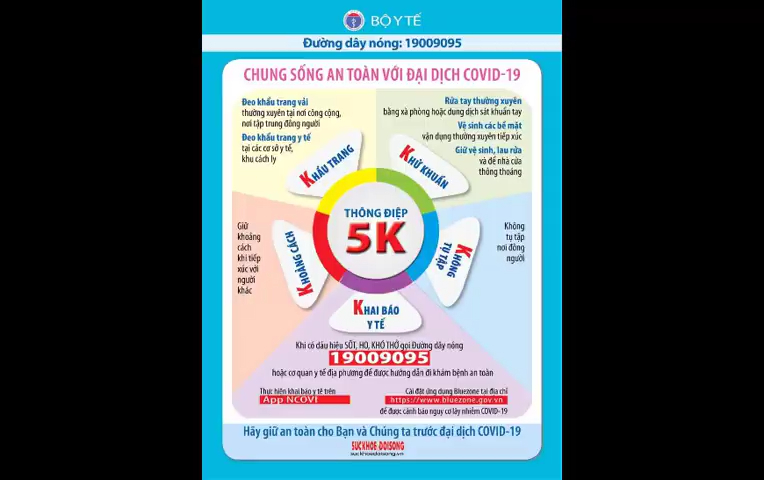 BỘ Y TẾ
Đường dây nóng: 19009095
CHUNG SỐNG AN TOÀN VỚI ĐẠI DỊCH COVID-19
Đeo khẩu trang vải
thường xuyên tại nơi công cộng,
nơi tập trung đông người
Đeo khẩu trang y tế
tại các cơ sở y tế,
khu cách ly
KHẨU TRANG
Rửa tay thường xuyên
bằng xà phòng hoặc dung dịch sát khuẩn tay
Vệ sinh các bề mặt
vận dụng thường xuyên tiếp xúc
Giữ vệ sinh, lau rửa
và để nhà cửa
thông thoáng
KHỬ KHUẨN
THÔNG ĐIỆP
5K
Giữ
khoảng
cách
khi tiếp
xúc với
người
khác
KHOẢNG CÁCH
KHÔNG
TỤ TẬP
Không
tụ tập
nơi đông
người
KHAI BÁO
Y TẾ
Khi có dấu hiệu SỐT, HO, KHÓ THỞ gọi Đường dây nóng
19009095
hoặc cơ quan y tế địa phương để được hướng dẫn đi khám bệnh an toàn
Thực hiện khai báo y tế trên
App NCOVI
Cài đặt ứng dụng Bluezone tại địa chỉ
https://www.bluezone.gov.vn
để được cảnh báo nguy cơ lây nhiễm COVID-19
Hãy giữ an toàn cho Bạn và Chúng ta trước đại dịch COVID-19
SUCKHOEDOISONG
suckhoedoisong.vn